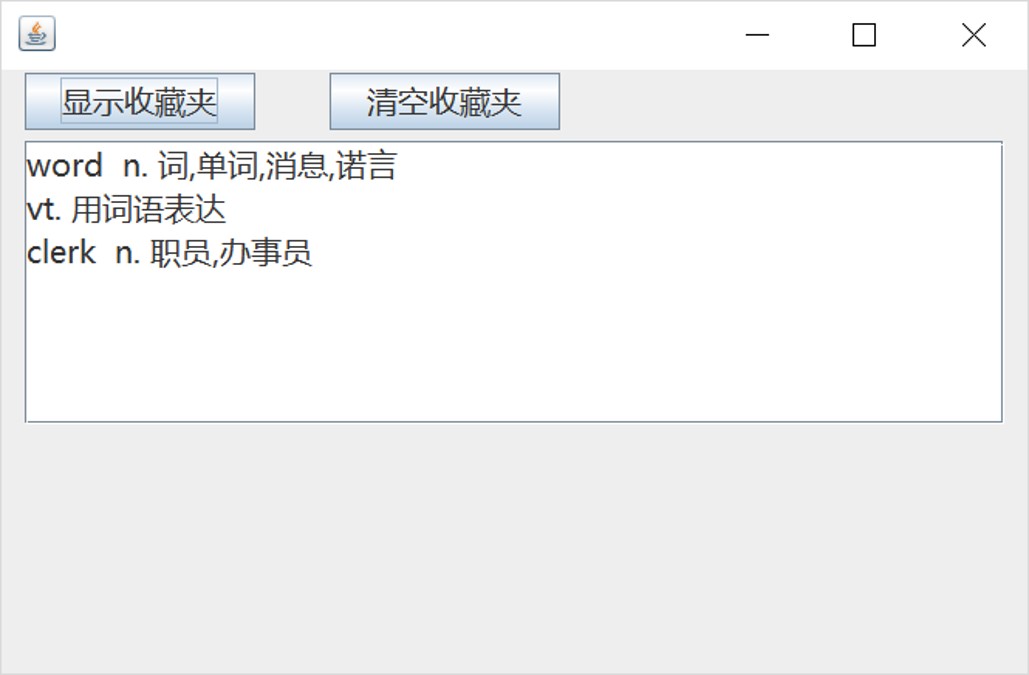 显示收藏夹 清空收藏夹
word  n. 词,单词,消息,诺言
vt. 用词语表达
clerk  n. 职员,办事员